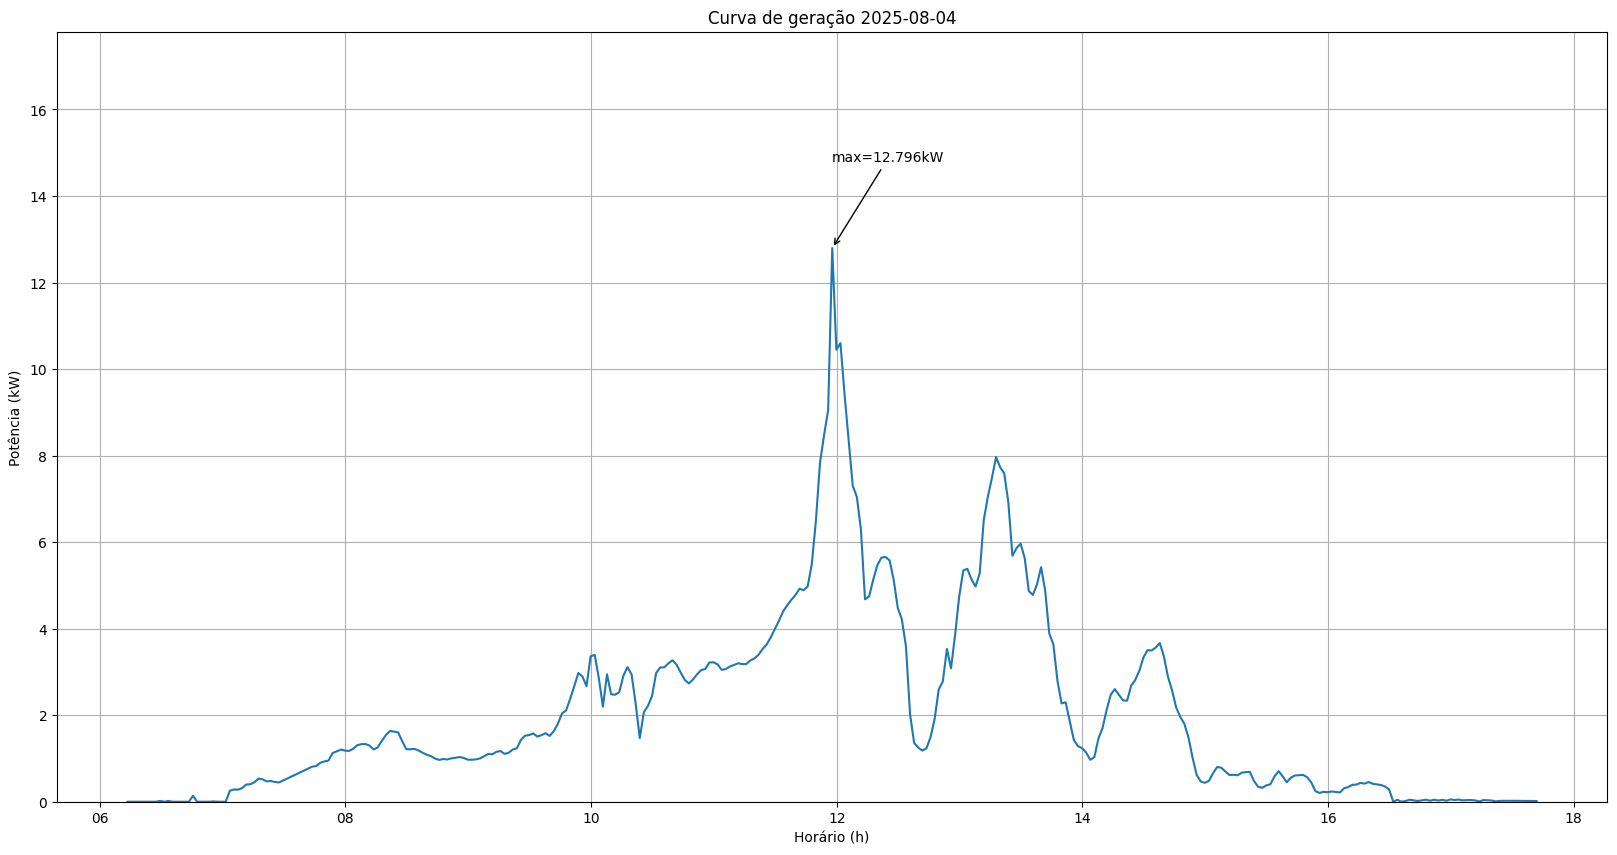 Curva de geração 2025-08-04
16
14
12
10
8
6
4
2
0
Potência (kW)
max=12.796kW
06 08 10 12 14 16 18
Horário (h)